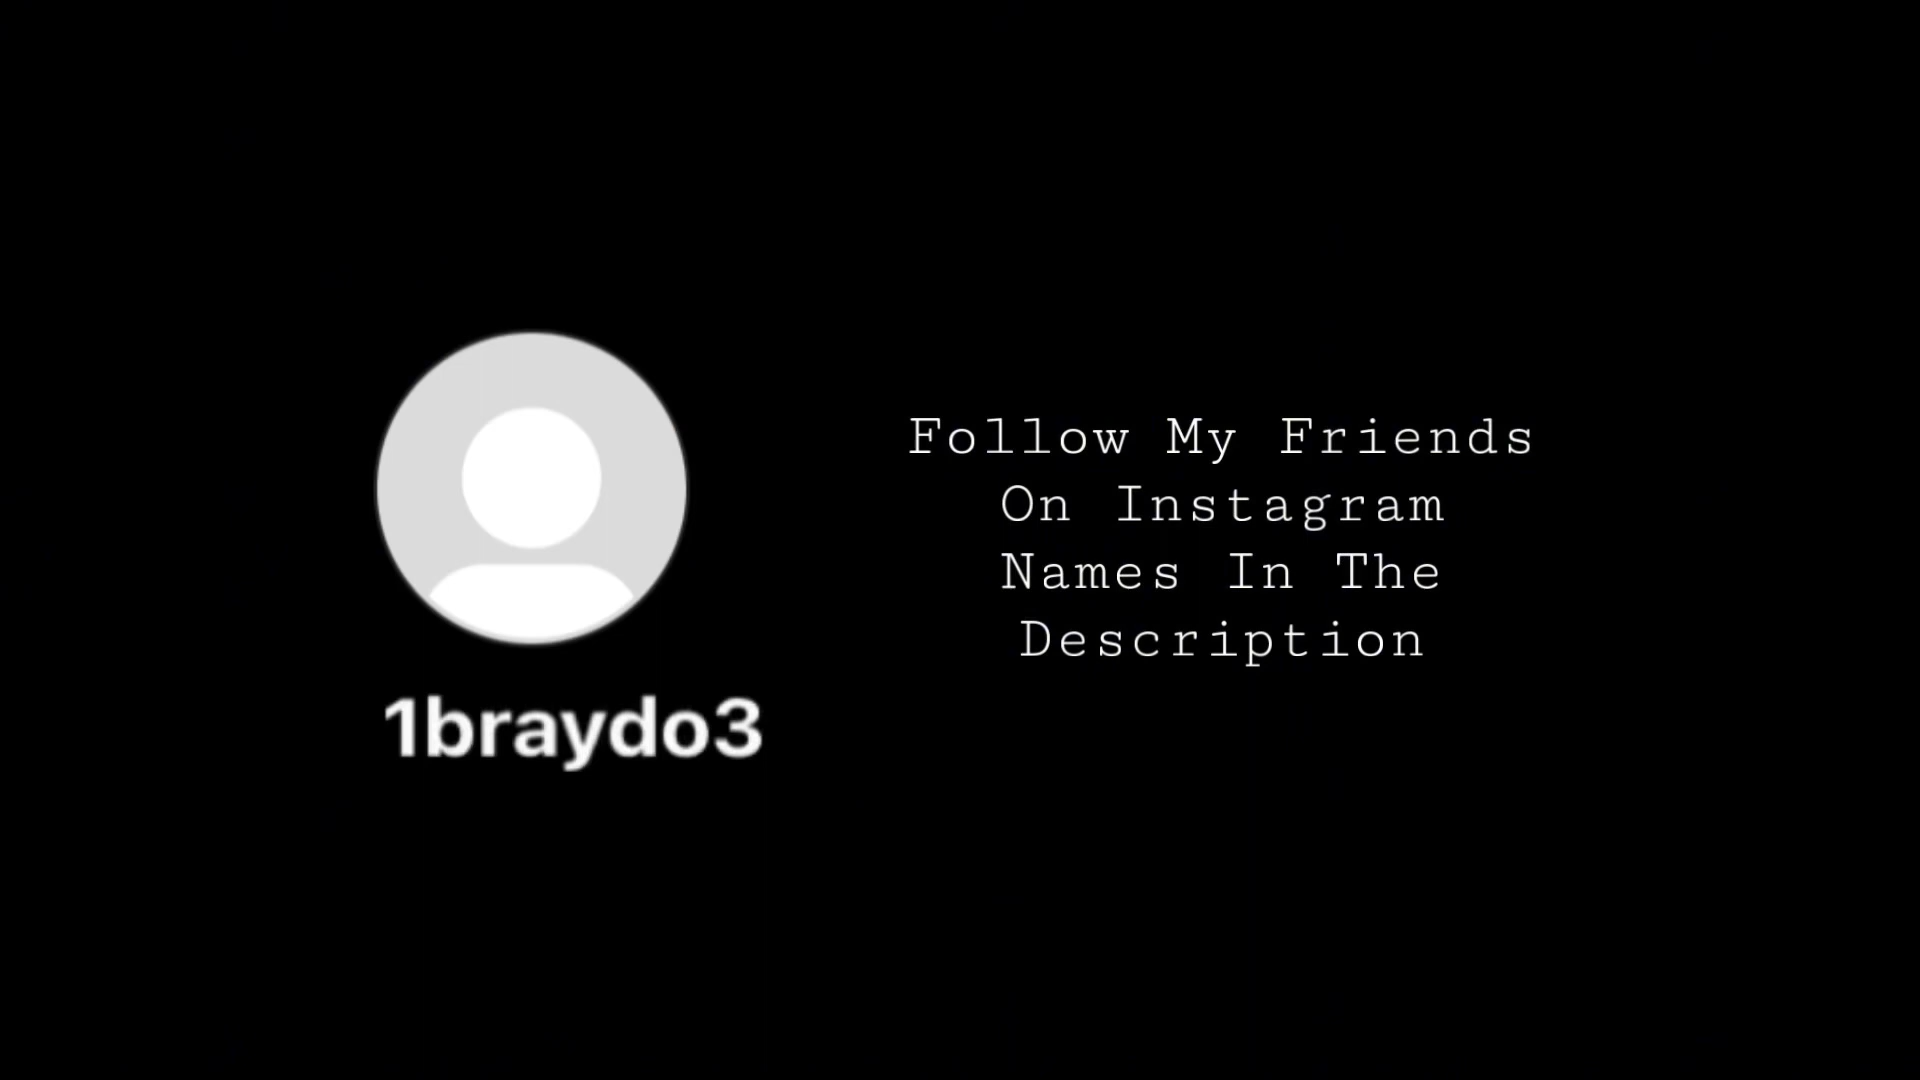 1braydo3
Follow My Friends
On Instagram
Names In The
Description